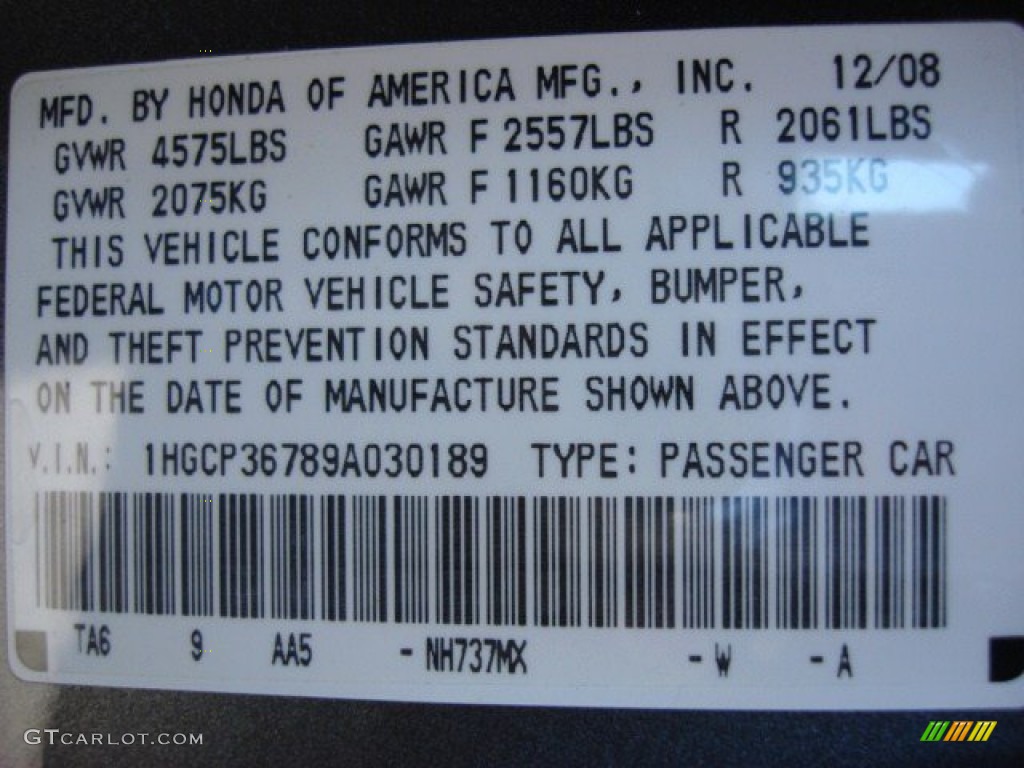 MFD. BY HONDA OF AMERICA MFG., INC. 12/08
GVWR 4575LBS GAWR F 2557LBS R 2061LBS
GVWR 2075KG GAWR F 1160KG R 935KG
THIS VEHICLE CONFORMS TO ALL APPLICABLE
FEDERAL MOTOR VEHICLE SAFETY, BUMPER,
AND THEFT PREVENTION STANDARDS IN EFFECT
ON THE DATE OF MANUFACTURE SHOWN ABOVE.
V.I.N.: 1HGCP36789A030189 TYPE: PASSENGER CAR
TA6 9 AA5 -NH737MX -W -A
GTCARLOT.COM